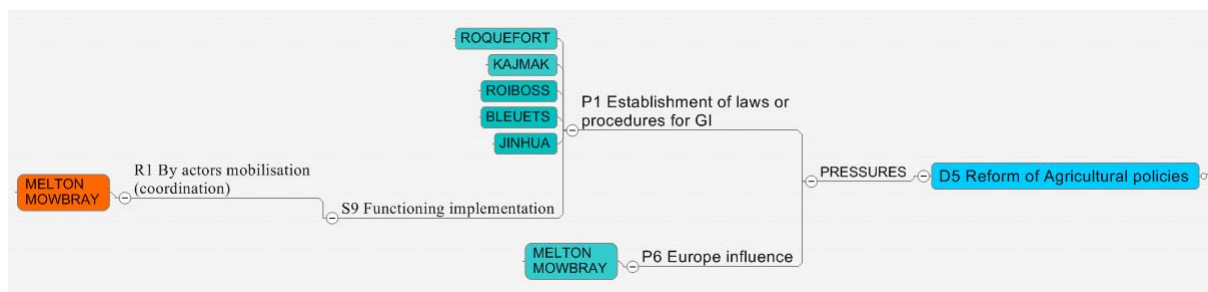 ROQUEFORT
KAJMAK
ROIBOSS
BLEUETS
JINHUA
P1 Establishment of laws or
procedures for GI
MELTON
MOWBRAY
R1 By actors mobilisation
(coordination)
S9 Functioning implementation
PRESSURES
D5 Reform of Agricultural policies
MELTON
MOWBRAY
P6 Europe influence